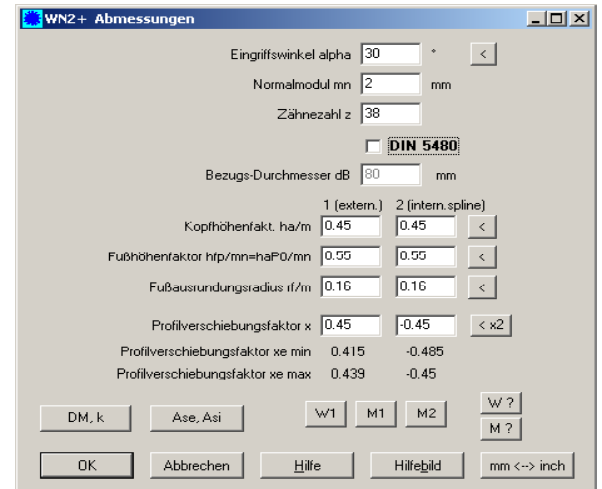 WN2+ Abmessungen
Eingriffswinkel alpha 30 ° <
Normalmodul mn 2 mm
Zähnezahl z 38
DIN 5480
Bezugs-Durchmesser dB 80 mm
1 (extern.) 2 (intern.spline)
Kopfhöhenfakt. ha/m 0.45 0.45 <
Fußhöhenfaktor hfp/mn=haP0/mn 0.55 0.55 <
Fußausrundungsradius rf/m 0.16 0.16 <
Profilverschiebungsfaktor x 0.45 -0.45 < x2
Profilverschiebungsfaktor xe min 0.415 -0.485
Profilverschiebungsfaktor xe max 0.439 -0.45
DM, k Ase, Asi W1 M1 M2 W ?
M ?
OK Abbrechen Hilfe Hilfebild mm <--> inch